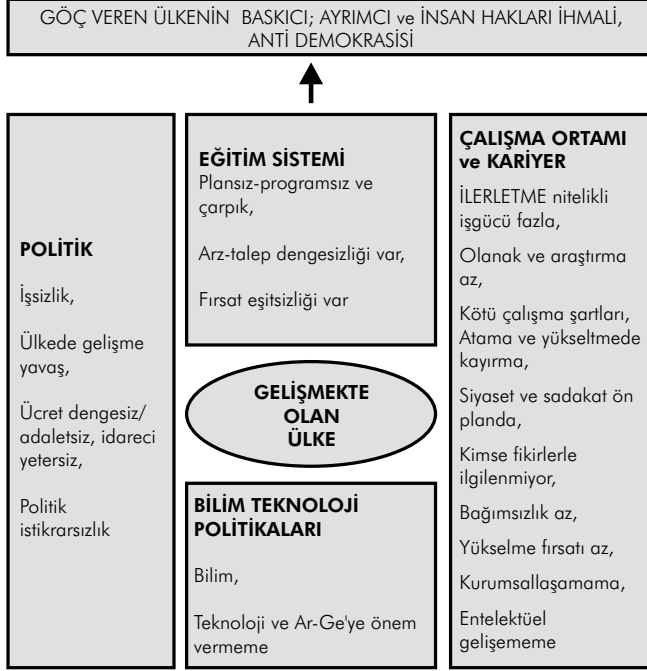 GÖÇ VEREN ÜLKENİN BASKICI; AYRIMCI ve İNSAN HAKLARI İHMALİ,
ANTİ DEMOKRASİSİ
POLİTİK
İşsizlik,
Ülkede gelişme
yavaş,
Ücret dengesiz/
adaletsiz, idareci
yetersiz,
Politik
istikrarsızlık
EĞİTİM SİSTEMİ
Plansız-programsız ve
çarpık,
Arz-talep dengesizliği var,
Fırsat eşitsizliği var
GELİŞMEKTE
OLAN
ÜLKE
BİLİM TEKNOLOJİ
POLİTİKALARI
Bilim,
Teknoloji ve Ar-Ge'ye önem
vermeme
ÇALIŞMA ORTAMI
ve KARİYER
İLERLETME nitelikli
işgücü fazla,
Olanak ve araştırma
az,
Kötü çalışma şartları,
Atama ve yükseltmede
kayırma,
Siyaset ve sadakat ön
planda,
Kimse fikirlerle
ilgilenmiyor,
Bağımsızlık az,
Yükselme fırsatı az,
Kurumsallaşamama,
Entelektüel
gelişememe